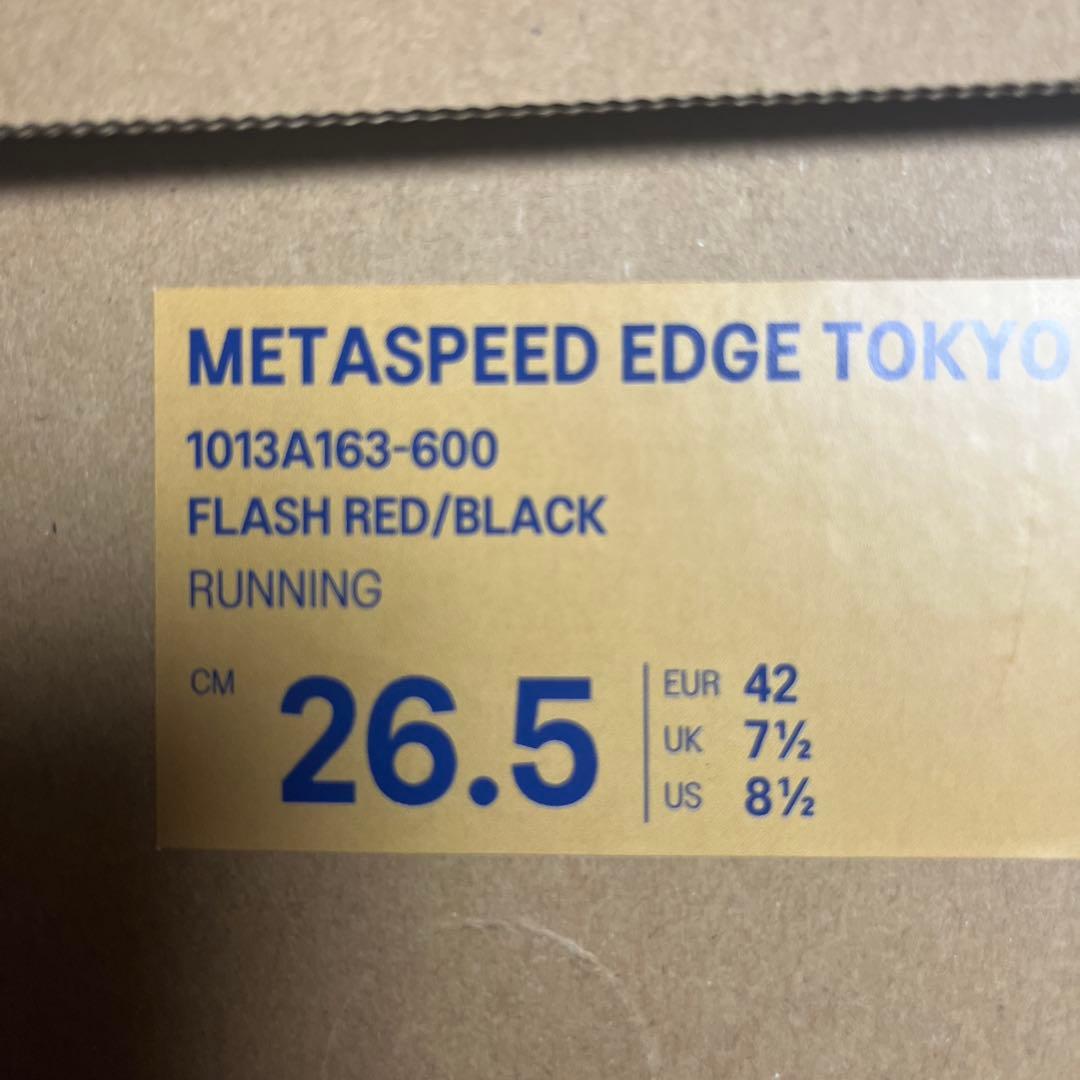 METASPEED EDGE TOKYO
1013A163-600
FLASH RED/BLACK
RUNNING
CM 26.5
EUR 42
UK 7½
US 8½